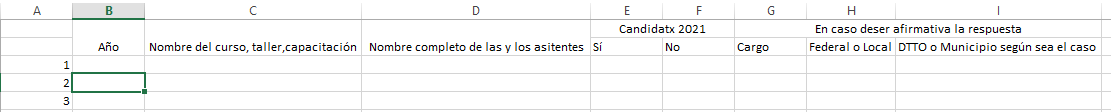 A B C D E F G H I
Candidatx 2021 En caso deser afirmativa la respuesta
Año Nombre del curso, taller,capacitación Nombre completo de las y los asitentes Sí No Cargo Federal o Local DTTO o Municipio según sea el caso
1
2
3